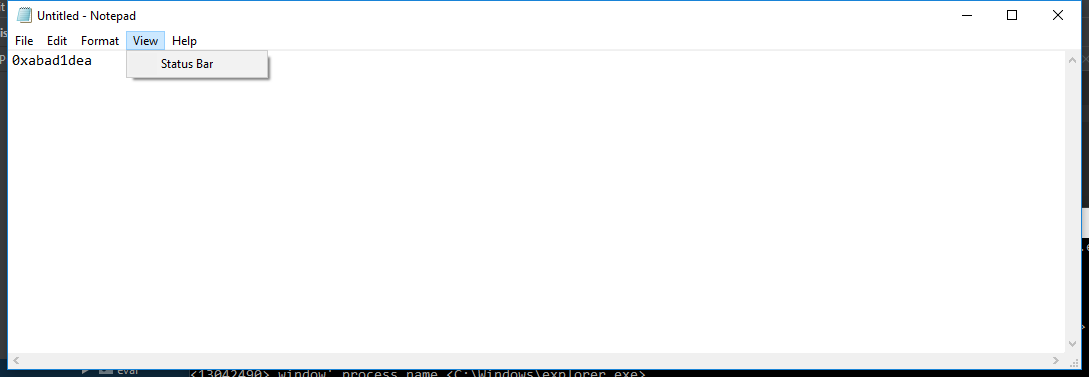 Untitled - Notepad
File Edit Format View Help
Status Bar
0xabad1dea
eval
<13042490> window' process name <C:\Windows\explorer.exe>